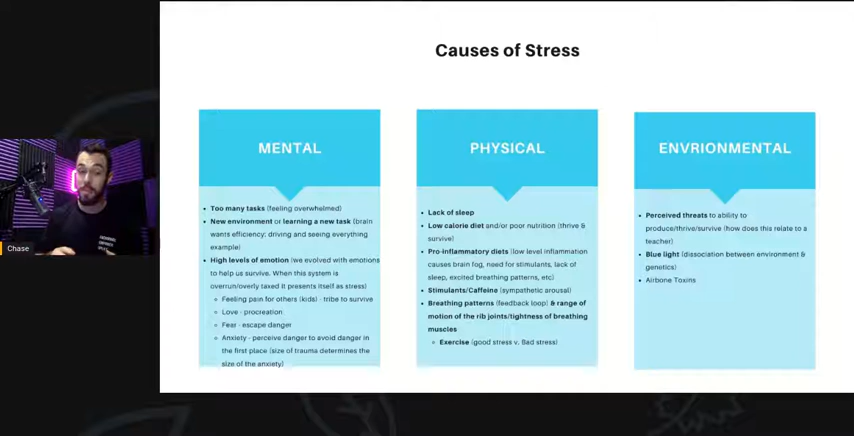 Causes of Stress
MENTAL
Too many tasks (feeling overwhelmed)
New environment or learning a new task (brain
wants efficiency: driving and seeing everything
example)
High levels of emotion (we evolved with emotions
to help us survive. When this system is
overrun/overly taxed it presents itself as stress)
Feeling pain for others (kids) - tribe to survive
Love - procreation
Fear - escape danger
Anxiety - perceive danger to avoid danger in
the first place (size of trauma determines the
size of the anxiety)
PHYSICAL
Lack of sleep
Low calorie diet and/or poor nutrition (thrive &
survive)
Pro-inflammatory diets (low level inflammation
causes brain fog, need for stimulants, lack of
sleep, excited breathing patterns, etc)
Stimulants/Caffeine (sympathetic arousal)
Breathing patterns (feedback loop) & range of
motion of the rib joints/tightness of breathing
muscles
Exercise (good stress v. Bad stress)
ENVRIONMENTAL
Perceived threats to ability to
produce/thrive/survive (how does this relate to a
teacher)
Blue light (dissociation between environment &
genetics)
Airbone Toxins
Chase